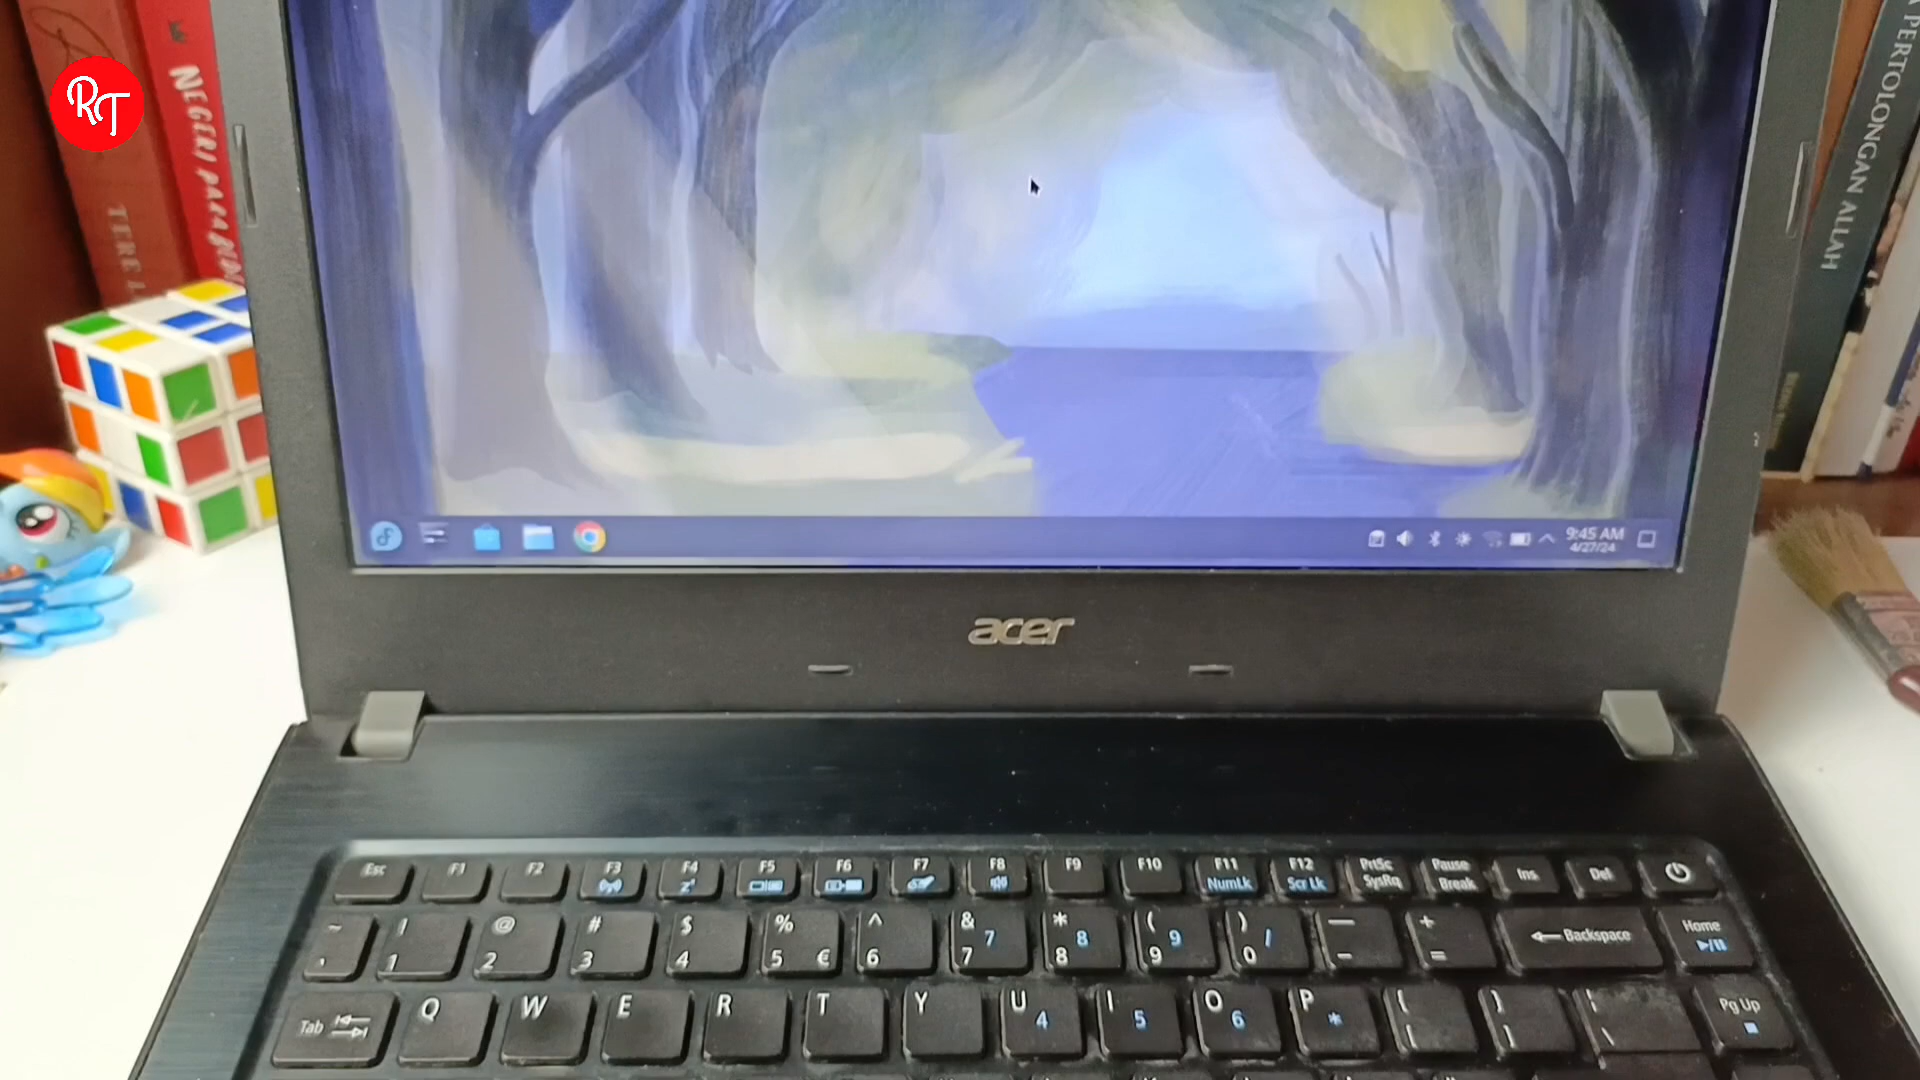 RT
NEGERI PARA
TERE L
PERTOLONGAN ALLAH
9:45 AM
4/27/24
acer
Esc F1 F2 F3 F4 F5 F6 F7 F8 F9 F10 F11 F12 PrtSc Pause Ins Del
NumLk Scr Lk SysRq Break
~ ! @ # $ % ^ & * ( ) — + Backspace Home
1 2 3 4 5 € 6 7 7 8 8 9 9 0 / - =
Tab Q W E R T Y U 4 I 5 O 6 P * { [ } ] | \ Pg Up